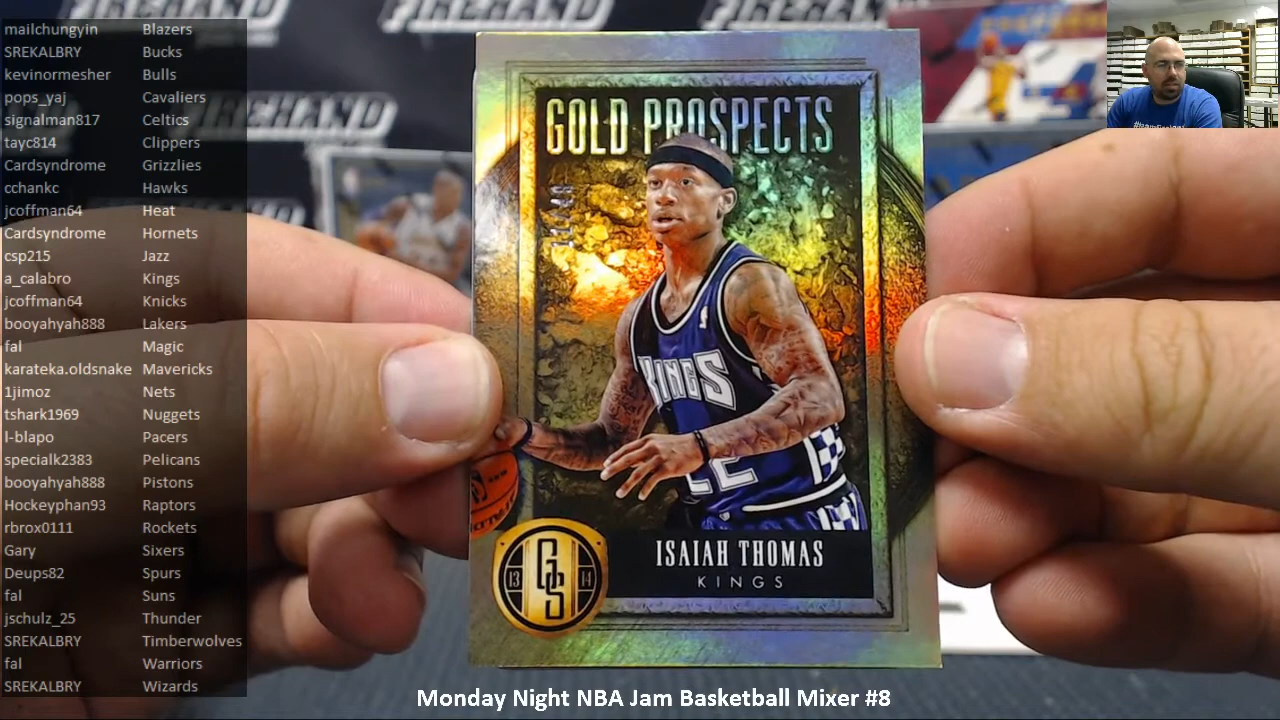 mailchungyin Blazers
SREKALBRY Bucks
kevinormesher Bulls
pops_yaj Cavaliers
signalman817 Celtics
tayc814 Clippers
Cardsyndrome Grizzlies
cchankc Hawks
jcoffman64 Heat
Cardsyndrome Hornets
csp215 Jazz
a_calabro Kings
jcoffman64 Knicks
booyahyah888 Lakers
fal Magic
karateka.oldsnake Mavericks
1jimoz Nets
tshark1969 Nuggets
l-blapo Pacers
specialk2383 Pelicans
booyahyah888 Pistons
Hockeyphan93 Raptors
rbrox0111 Rockets
Gary Sixers
Deups82 Spurs
fal Suns
jschulz_25 Thunder
SREKALBRY Timberwolves
fal Warriors
SREKALBRY Wizards
FIREHAND
FIREHAND
FIREHAND
GOLD PROSPECTS
KINGS
22
13 GS 14
ISAIAH THOMAS
KINGS
Monday Night NBA Jam Basketball Mixer #8